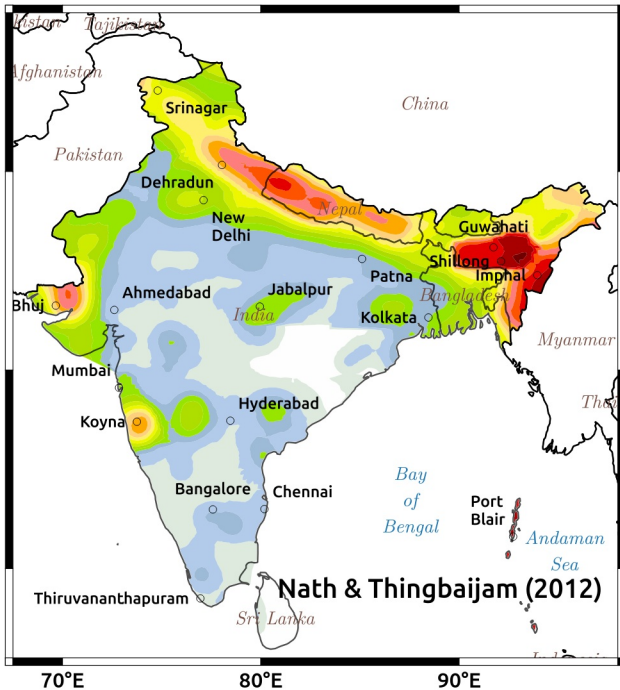 Tajikistan
Afghanistan
China
Srinagar
Pakistan
Dehradun
New
Delhi
Nepal
Guwahati
Shillong
Imphal
Patna
Bangladesh
Bhuj
Ahmedabad
Jabalpur
India
Kolkata
Myanmar
Mumbai
Hyderabad
Koyna
Bay
of
Bengal
Bangalore
Chennai
Port
Blair
Andaman
Sea
Thiruvananthapuram
Nath & Thingbaijam (2012)
Sri Lanka
70°E
80°E
90°E